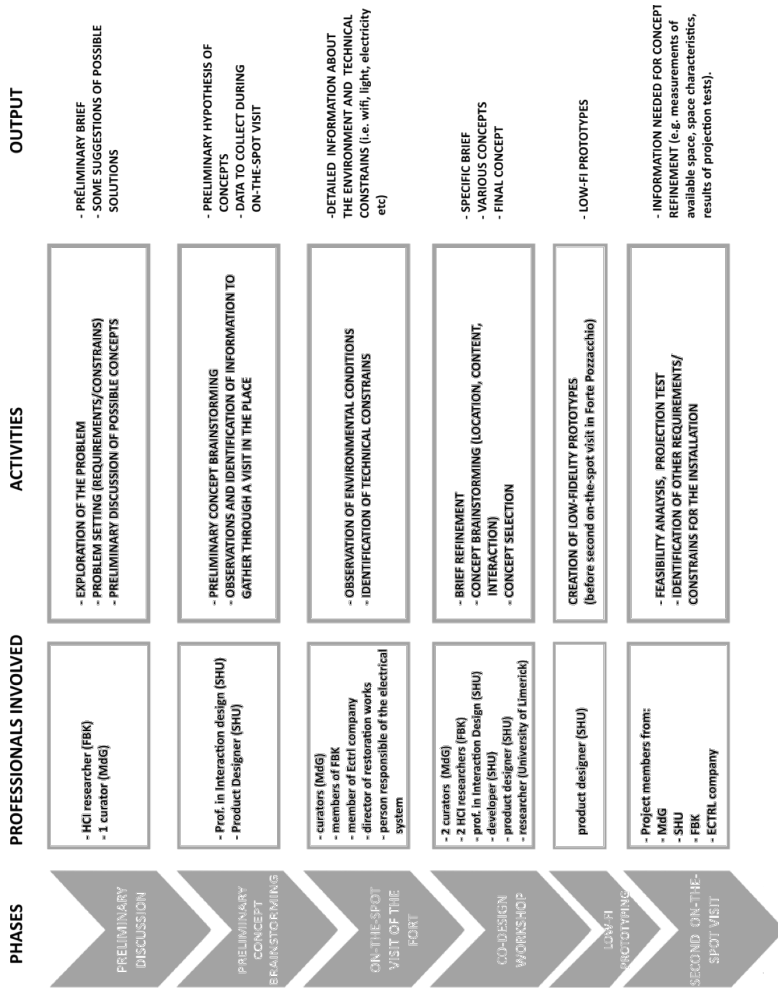 PHASES
PROFESSIONALS INVOLVED
ACTIVITIES
OUTPUT
PRELIMINARY
DISCUSSION
- HCI researcher (FBK)
- 1 curator (MdG)
- EXPLORATION OF THE PROBLEM
- PROBLEM SETTING (REQUIREMENTS/CONSTRAINS)
- PRELIMINARY DISCUSSION OF POSSIBLE CONCEPTS
- PRÉLIMINARY BRIEF
- SOME SUGGESTIONS OF POSSIBLE
SOLUTIONS
PRELIMINARY
CONCEPT
BRAINSTORMING
- Prof. in Interaction design (SHU)
- Product Designer (SHU)
- PRELIMINARY CONCEPT BRAINSTORMING
- OBSERVATIONS AND IDENTIFICATION OF INFORMATION TO
GATHER THROUGH A VISIT IN THE PLACE
- PRELIMINARY HYPOTHESIS OF
CONCEPTS
- DATA TO COLLECT DURING
ON-THE-SPOT VISIT
ON-THE-SPOT
VISIT OF THE
FORT
- curators (MdG)
- members of FBK
- member of Ectrl company
- director of restoration works
- person responsible of the electrical
system
- OBSERVATION OF ENVIRONMENTAL CONDITIONS
- IDENTIFICATION OF TECHNICAL CONSTRAINS
-DETAILED INFORMATION ABOUT
THE ENVIRONMENT AND TECHNICAL
CONSTRAINS (i.e. wifi, light, electricity
etc)
CO-DESIGN
WORKSHOP
- 2 curators (MdG)
- 2 HCI researchers (FBK)
- prof. in Interaction Design (SHU)
- developer (SHU)
- product designer (SHU)
- researcher (University of Limerick)
- BRIEF REFINEMENT
- CONCEPT BRAINSTORMING (LOCATION, CONTENT,
INTERACTION)
- CONCEPT SELECTION
- SPECIFIC BRIEF
- VARIOUS CONCEPTS
- FINAL CONCEPT
LOW-FI
PROTOTYPING
product designer (SHU)
CREATION OF LOW-FIDELITY PROTOTYPES
(before second on-the-spot visit in Forte Pozzacchio)
- LOW-FI PROTOTYPES
SECOND ON-THE-
SPOT VISIT
- Project members from:
- MdG
SHU
- FBK
- ECTRL company
- FEASIBILITY ANALYSIS, PROJECTION TEST
- IDENTIFICATION OF OTHER REQUIREMENTS/
CONSTRAINS FOR THE INSTALLATION
- INFORMATION NEEDED FOR CONCEPT
REFINEMENT (e.g. measurements of
available space, space characteristics,
results of projection tests).